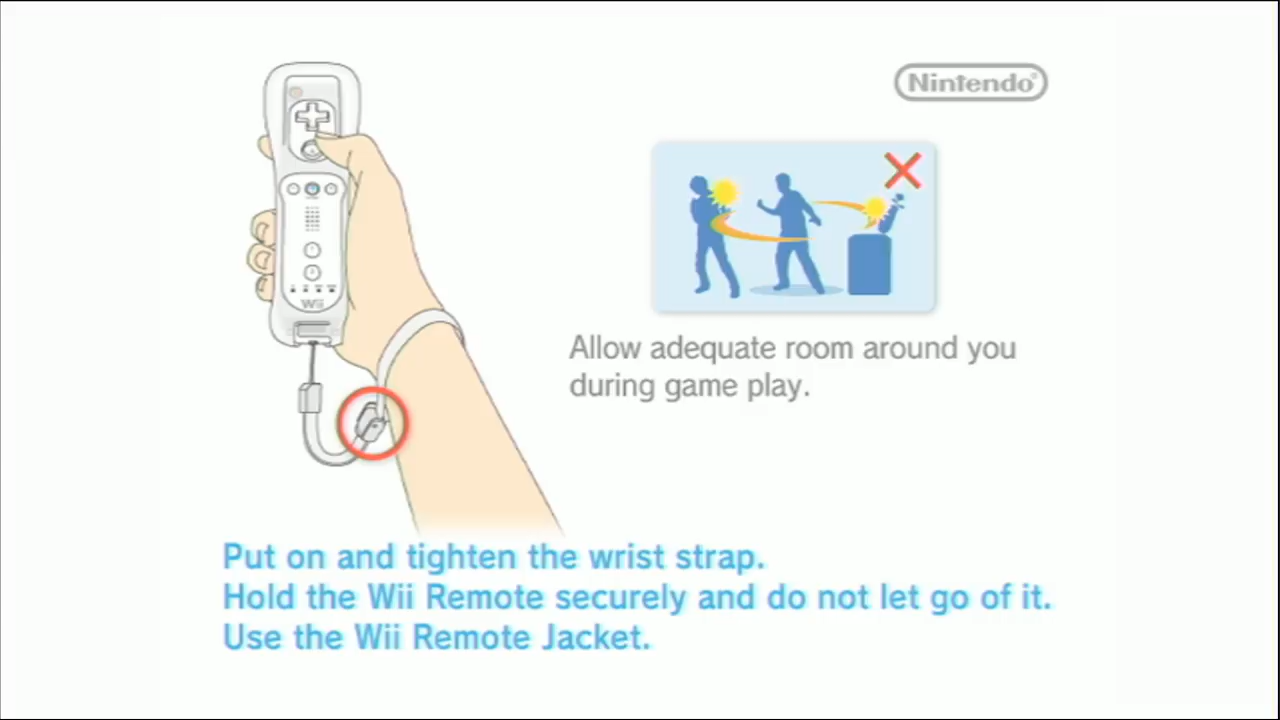 Nintendo®
Allow adequate room around you
during game play.
Wii
Put on and tighten the wrist strap.
Hold the Wii Remote securely and do not let go of it.
Use the Wii Remote Jacket.